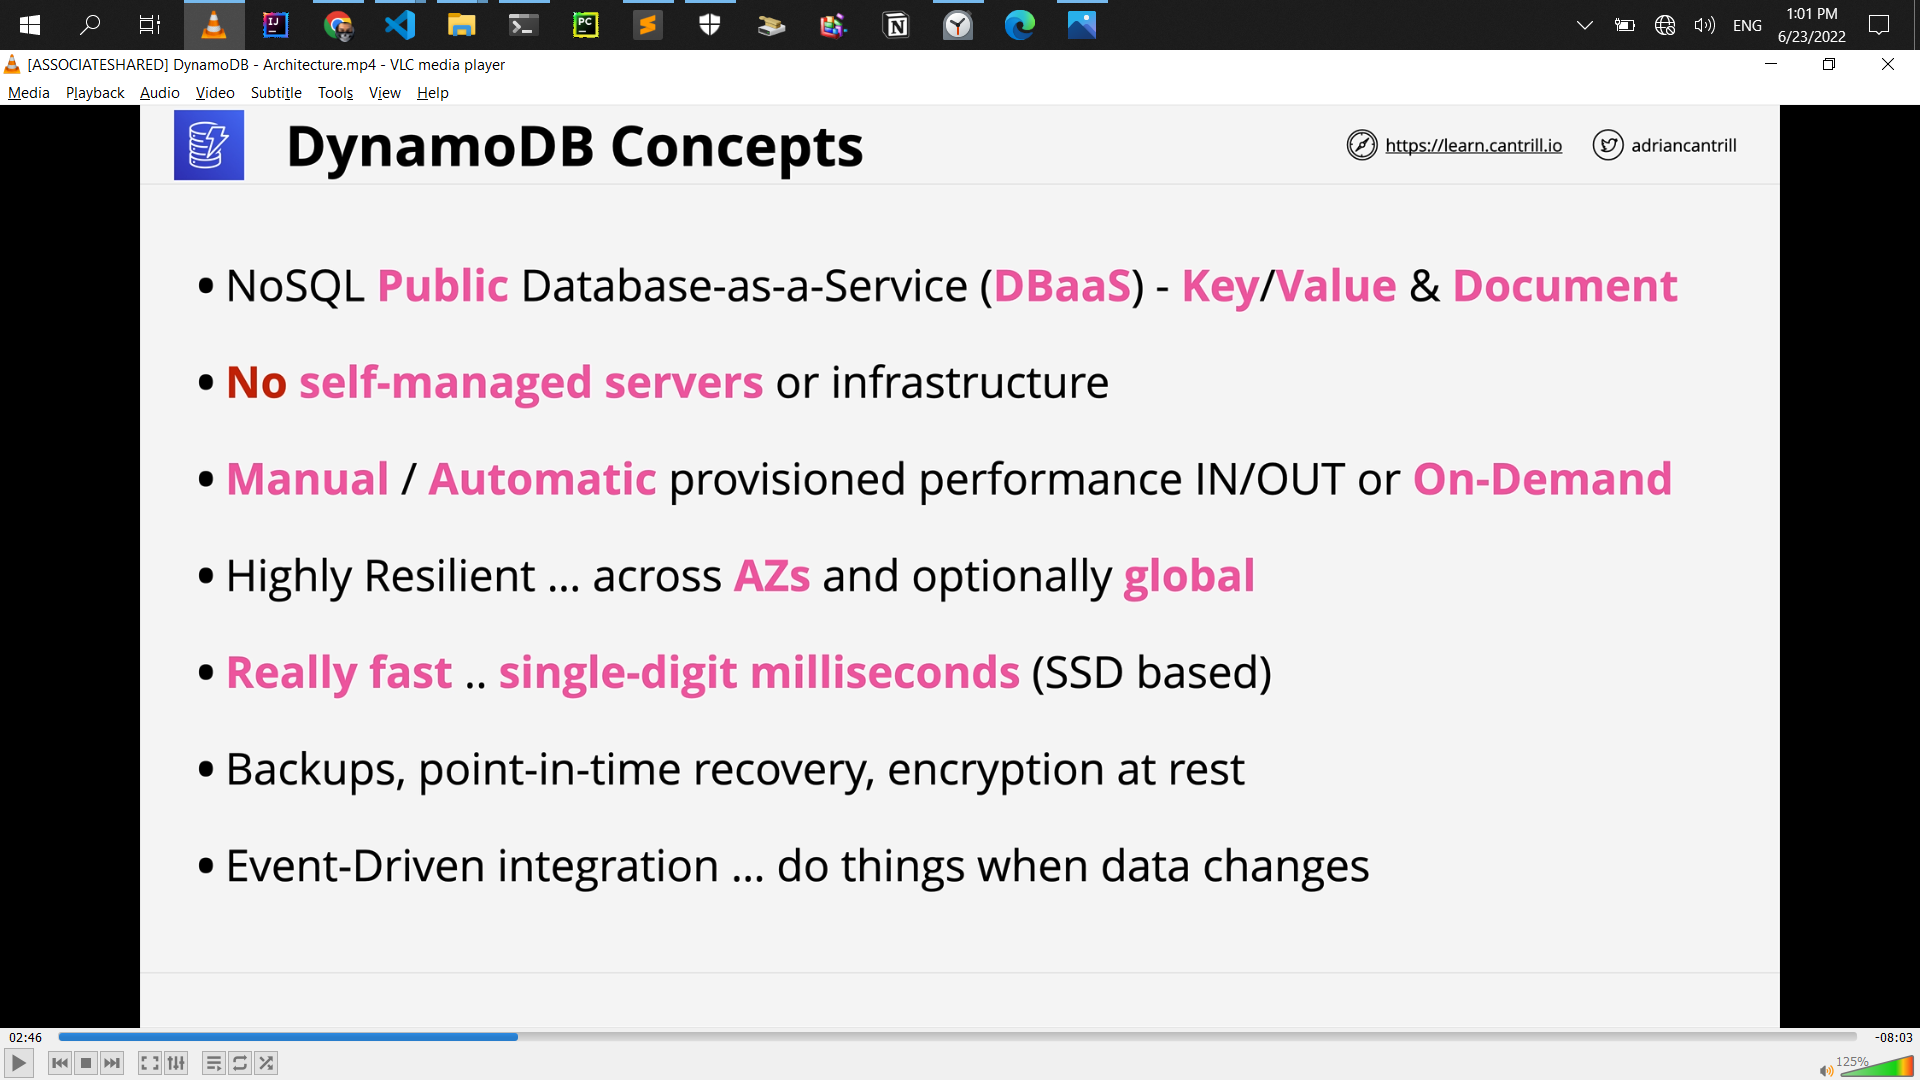 ENG
1:01 PM
6/23/2022
[ASSOCIATESHARED] DynamoDB - Architecture.mp4 - VLC media player
Media Playback Audio Video Subtitle Tools View Help
DynamoDB Concepts
https://learn.cantrill.io
adriancantrill
• NoSQL Public Database-as-a-Service (DBaaS) - Key/Value & Document
• No self-managed servers or infrastructure
• Manual / Automatic provisioned performance IN/OUT or On-Demand
• Highly Resilient ... across AZs and optionally global
• Really fast .. single-digit milliseconds (SSD based)
• Backups, point-in-time recovery, encryption at rest
• Event-Driven integration ... do things when data changes
02:46
-08:03
125%